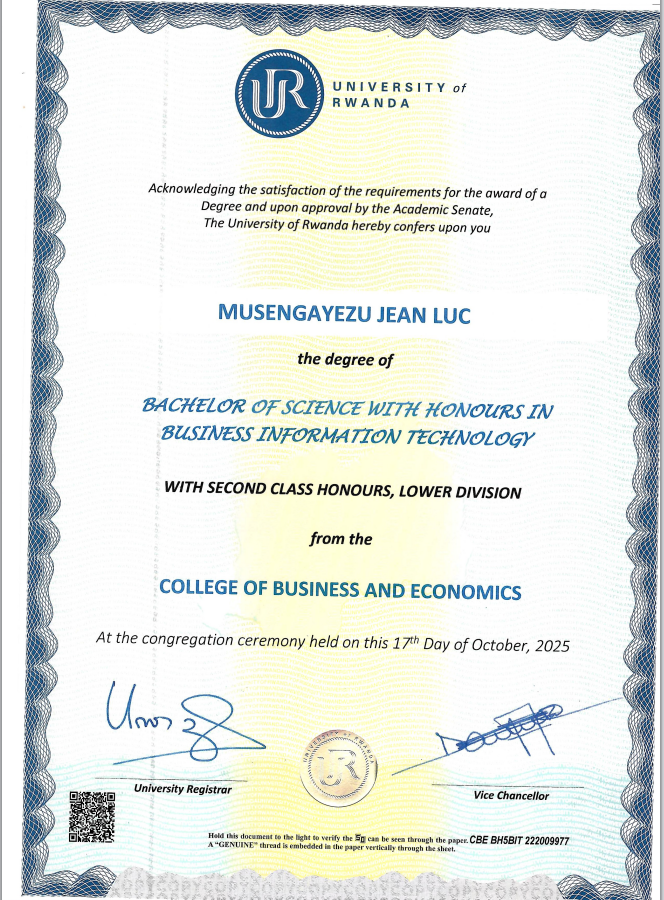 UNIVERSITY of
RWANDA
Acknowledging the satisfaction of the requirements for the award of a
Degree and upon approval by the Academic Senate,
The University of Rwanda hereby confers upon you
MUSENGAYEZU JEAN LUC
the degree of
BACHELOR OF SCIENCE WITH HONOURS IN
BUSINESS INFORMATION TECHNOLOGY
WITH SECOND CLASS HONOURS, LOWER DIVISION
from the
COLLEGE OF BUSINESS AND ECONOMICS
At the congregation ceremony held on this 17th Day of October, 2025
UNIVERSITY OF RWANDA
University Registrar
Vice Chancellor
Hold this document to the light to verify the can be seen through the paper.
CBE BH5BIT 222009977
A “GENUINE” thread is embedded in the paper vertically through the sheet.
COPYCOPYCOPYCOPYCOPYCOPYCOPY